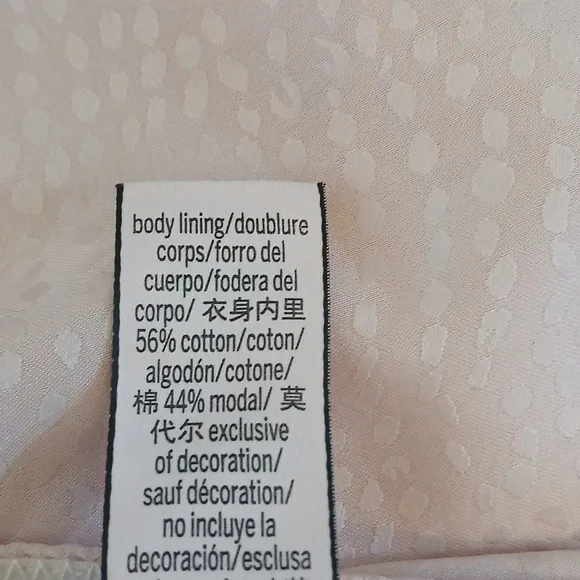 body lining/doublure
corps/forro del
cuerpo/fodera del
corpo/ 衣身内里
56% cotton/coton/
algodón/cotone/
棉 44% modal/ 莫
代尔 exclusive
of decoration/
sauf décoration/
no incluye la
decoración/esclusa